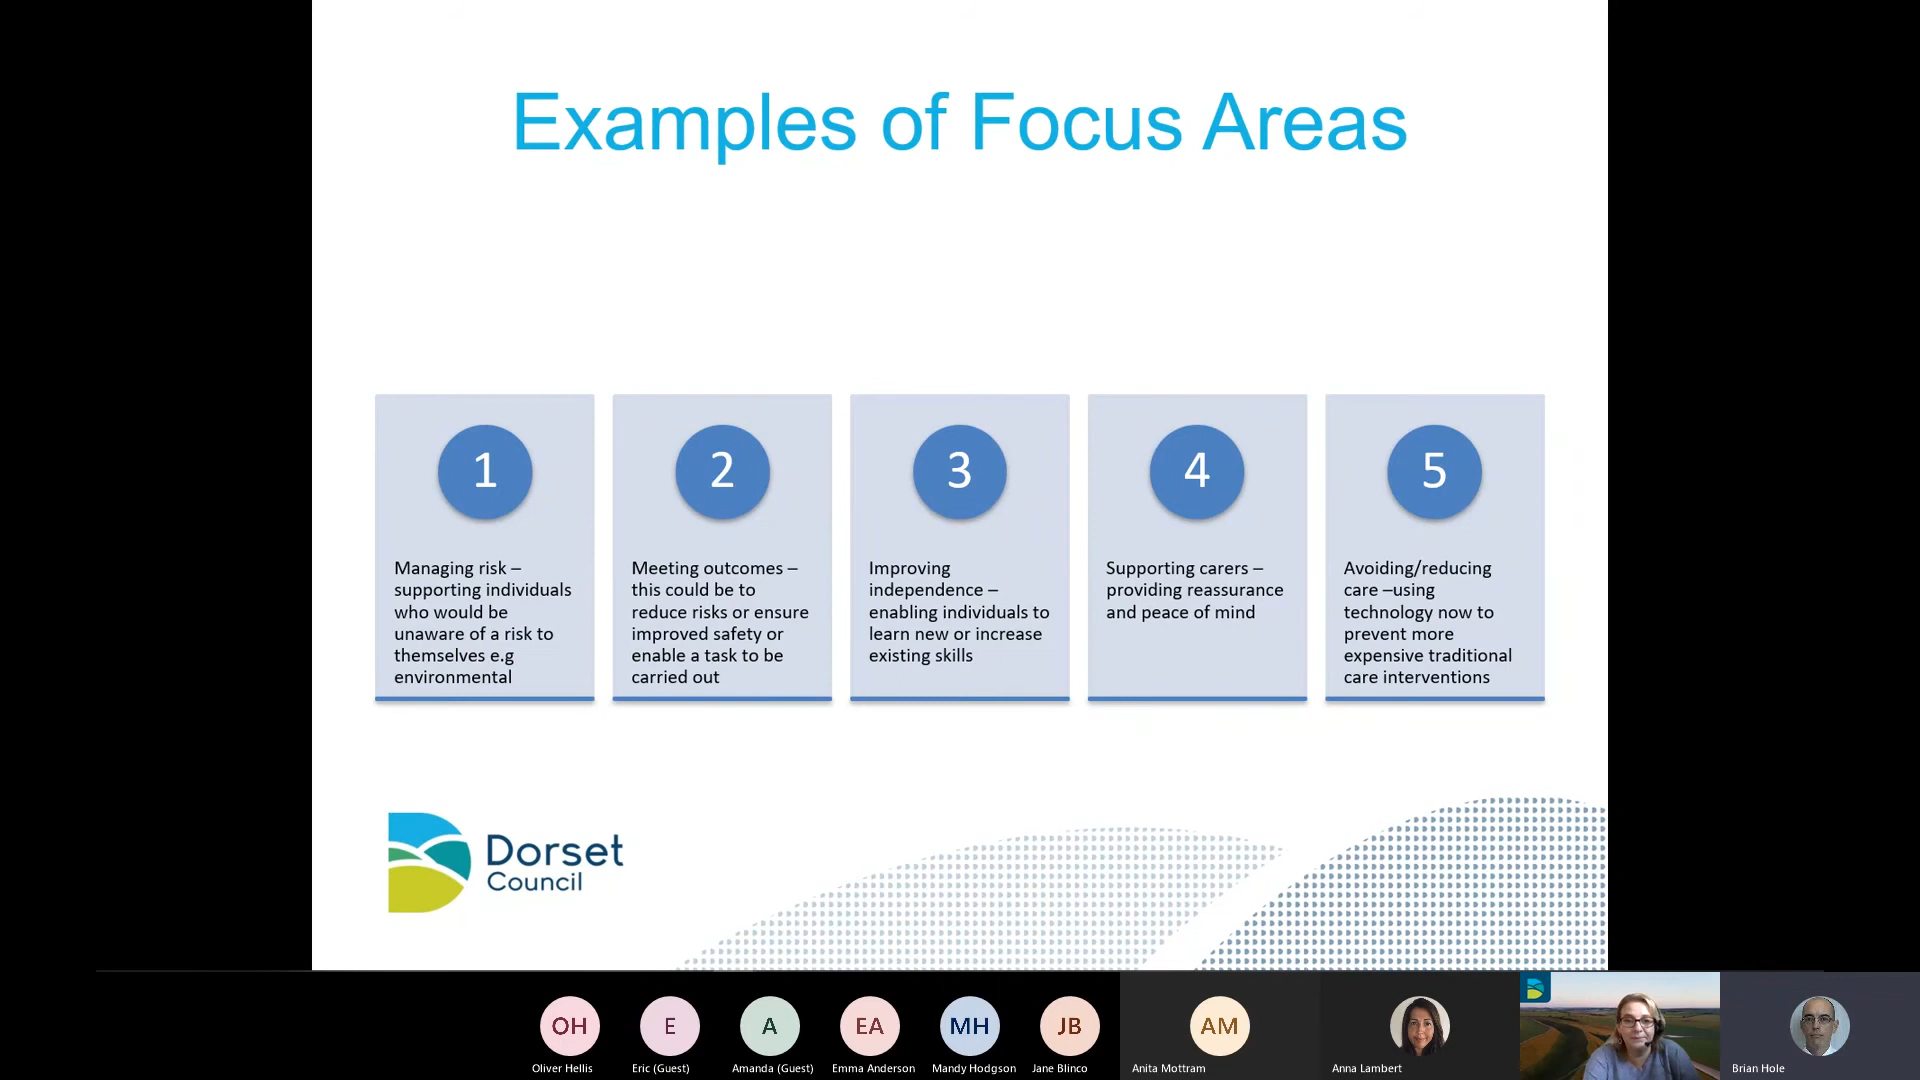 Examples of Focus Areas
1
Managing risk –
supporting individuals
who would be
unaware of a risk to
themselves e.g
environmental
2
Meeting outcomes –
this could be to
reduce risks or ensure
improved safety or
enable a task to be
carried out
3
Improving
independence –
enabling individuals to
learn new or increase
existing skills
4
Supporting carers –
providing reassurance
and peace of mind
5
Avoiding/reducing
care –using
technology now to
prevent more
expensive traditional
care interventions
Dorset
Council
OH
Oliver Hellis
E
Eric (Guest)
A
Amanda (Guest)
EA
Emma Anderson
MH
Mandy Hodgson
JB
Jane Blinco
AM
Anita Mottram
Anna Lambert
Brian Hole